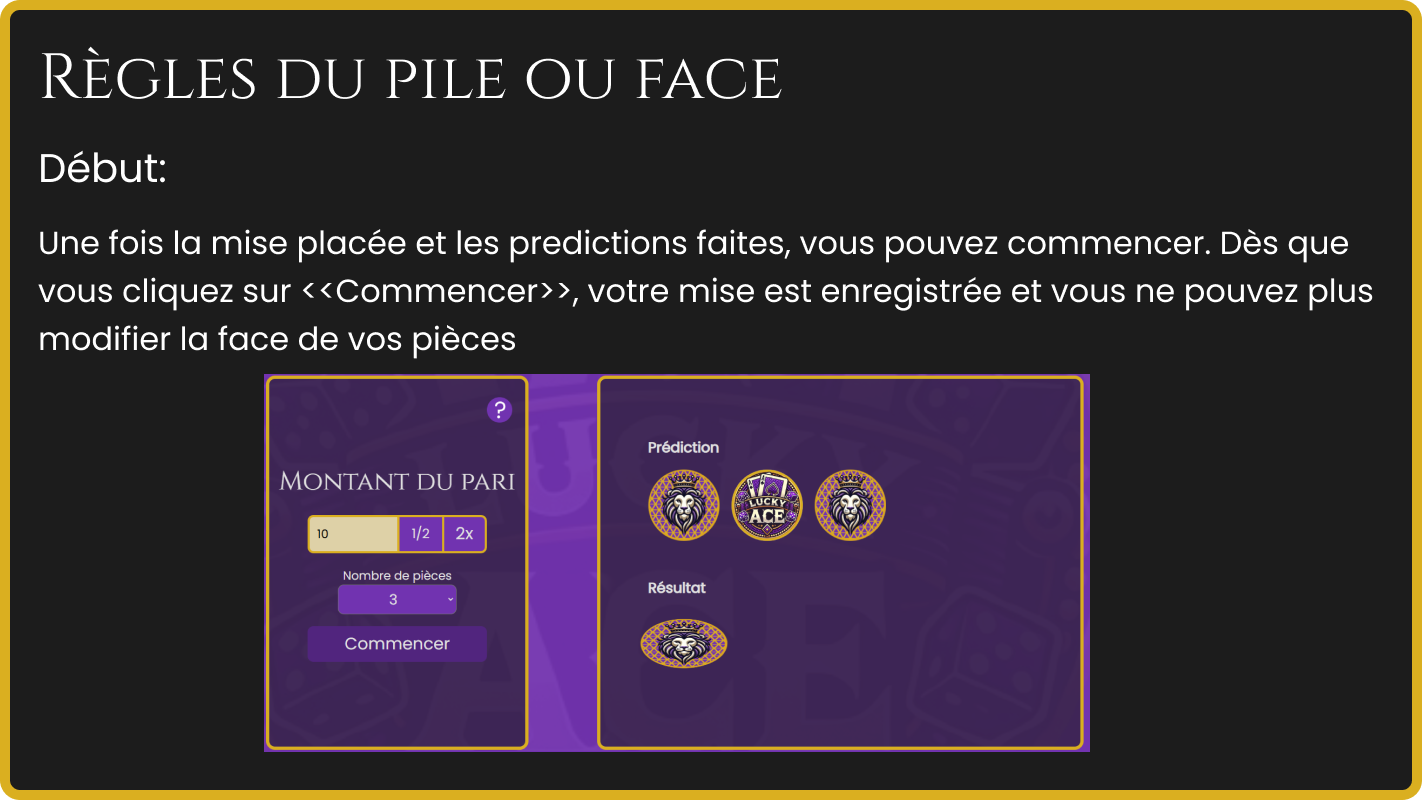 Règles du pile ou face
Début:
Une fois la mise placée et les predictions faites, vous pouvez commencer. Dès que
vous cliquez sur <<Commencer>>, votre mise est enregistrée et vous ne pouvez plus
modifier la face de vos pièces
?
Montant du pari
10 1/2 2x
Nombre de pièces
3
Commencer
Prédiction
LUCKY
ACE
Résultat